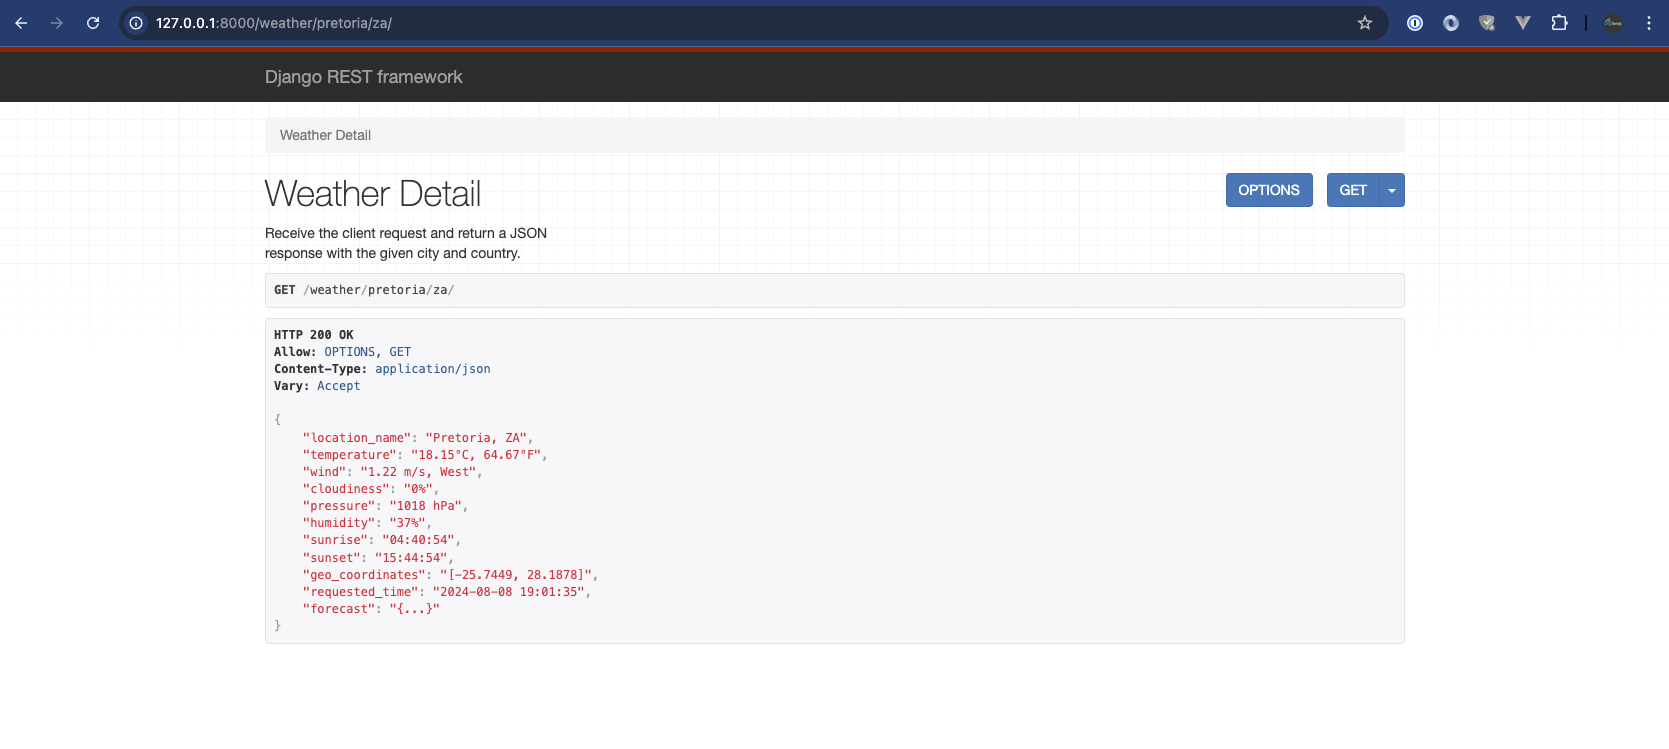 127.0.0.1:8000/weather/pretoria/za/
Django REST framework
Weather Detail
Weather Detail
OPTIONS
GET
Receive the client request and return a JSON
response with the given city and country.
GET /weather/pretoria/za/
HTTP 200 OK
Allow: OPTIONS, GET
Content-Type: application/json
Vary: Accept
{
    "location_name": "Pretoria, ZA",
    "temperature": "18.15°C, 64.67°F",
    "wind": "1.22 m/s, West",
    "cloudiness": "0%",
    "pressure": "1018 hPa",
    "humidity": "37%",
    "sunrise": "04:40:54",
    "sunset": "15:44:54",
    "geo_coordinates": "[-25.7449, 28.1878]",
    "requested_time": "2024-08-08 19:01:35",
    "forecast": "{...}"
}